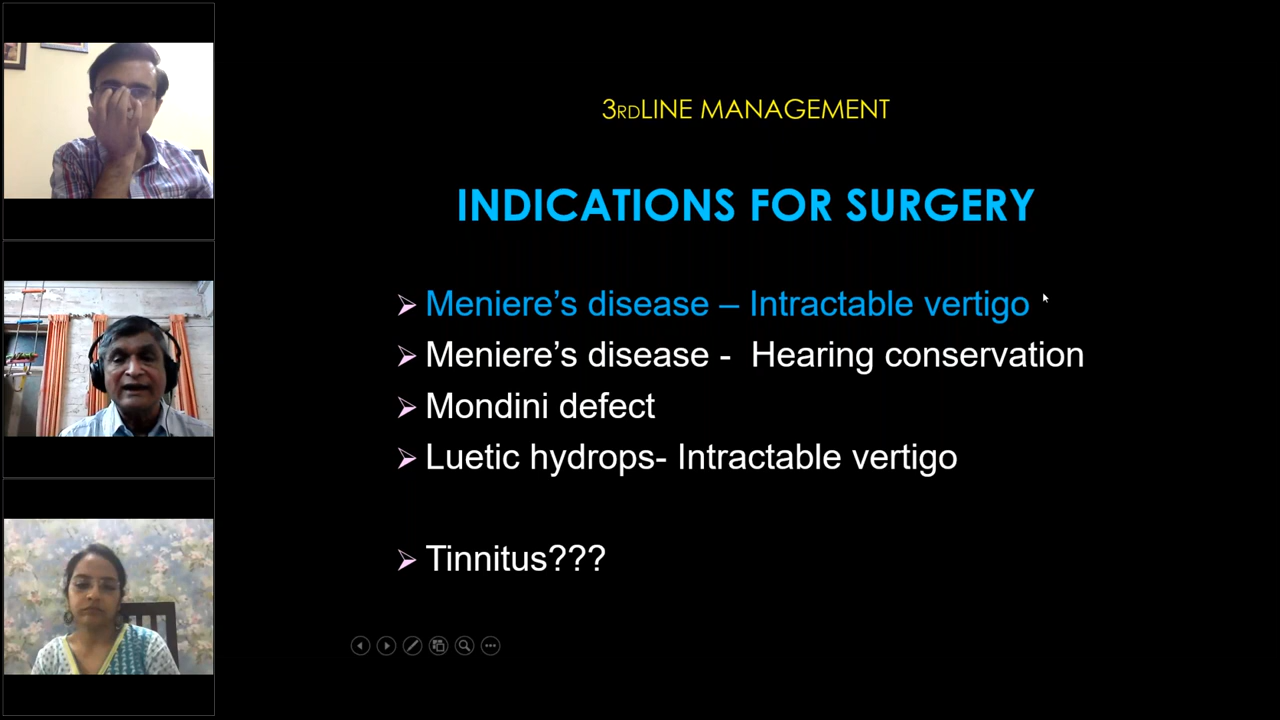 3RDLINE MANAGEMENT
INDICATIONS FOR SURGERY
➢ Meniere’s disease – Intractable vertigo
➢ Meniere’s disease - Hearing conservation
➢ Mondini defect
➢ Luetic hydrops- Intractable vertigo
➢ Tinnitus???